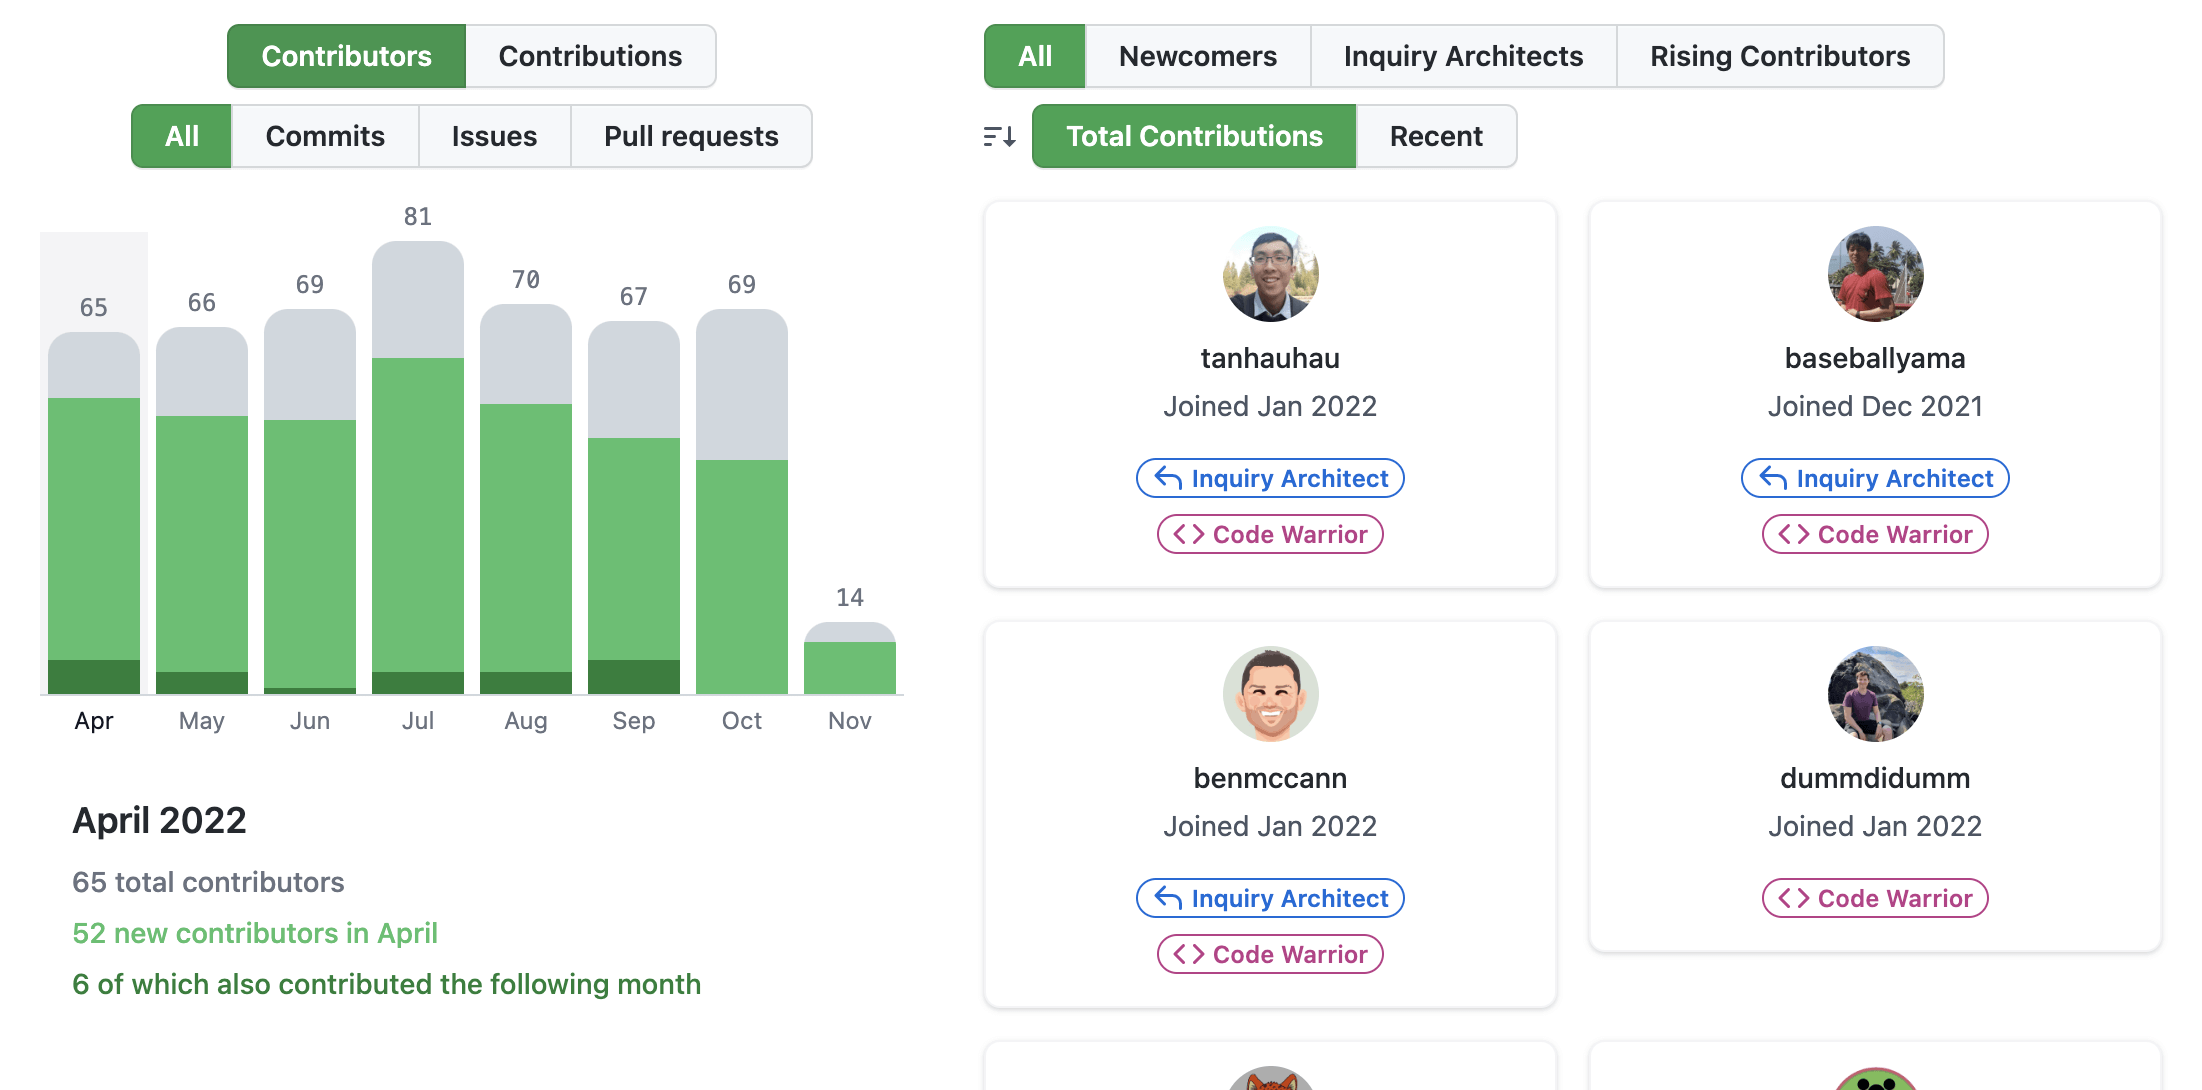 Contributors Contributions
All Commits Issues Pull requests
81
65 66 69 70 67 69
14
Apr May Jun Jul Aug Sep Oct Nov
April 2022
65 total contributors
52 new contributors in April
6 of which also contributed the following month
All Newcomers Inquiry Architects Rising Contributors
Total Contributions Recent
tanhauhau
Joined Jan 2022
Inquiry Architect
Code Warrior
baseballyama
Joined Dec 2021
Inquiry Architect
Code Warrior
benmccann
Joined Jan 2022
Inquiry Architect
Code Warrior
dummdidumm
Joined Jan 2022
Code Warrior